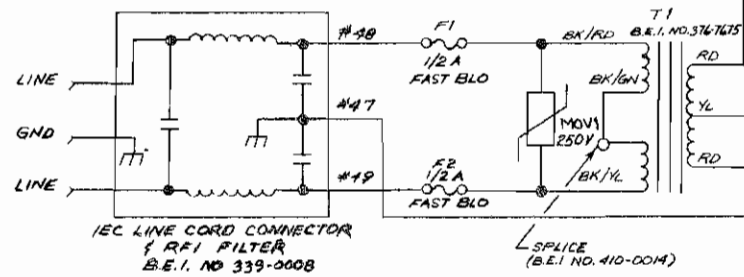 LINE
GND
LINE
#48
#47
#49
IEC LINE CORD CONNECTOR
& RFI FILTER
B.E.I. NO 339-0008
F1
1/2 A
FAST BLO
F2
1/2 A
FAST BLO
BK/RD
BK/GN
MOV1
250V
BK/YL
T1
B.E.I. NO. 376-7675
RD
YL
RD
SPLICE
(B.E.I. NO. 410-0014)